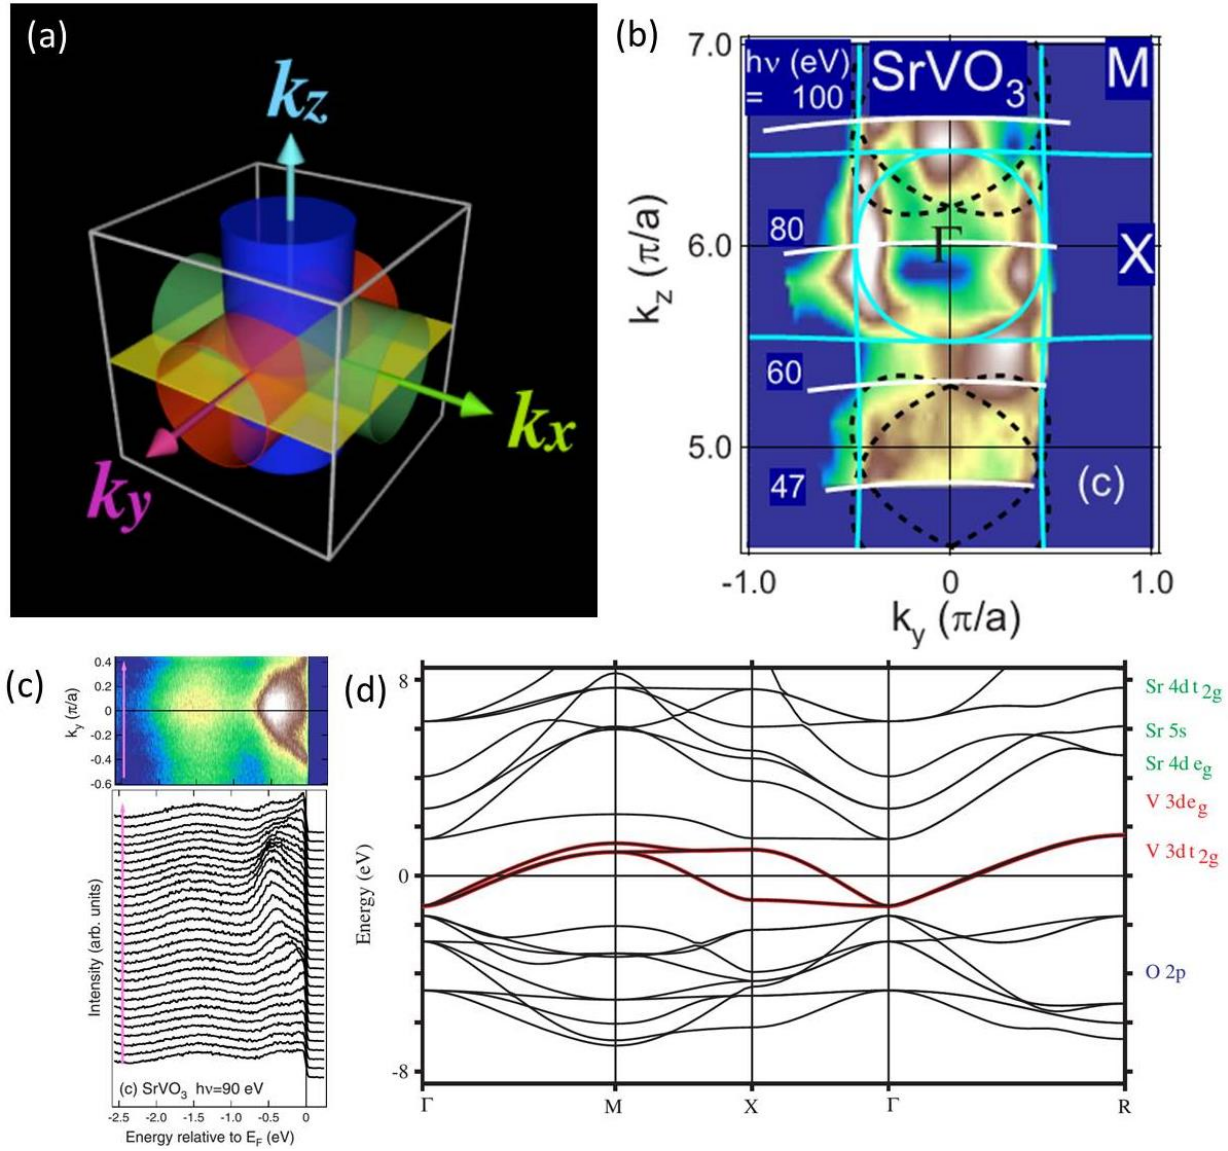 (a)
kz
kx
ky
(b)
7.0
hν (eV)
= 100
SrVO3
M
80
Γ
6.0
X
kz (π/a)
60
5.0
47
(c)
-1.0
0
1.0
ky (π/a)
(c)
0.4
0.2
0
-0.2
-0.4
-0.6
ky (π/a)
Intensity (arb. units)
(c) SrVO3 hν=90 eV
-2.5
-2.0
-1.5
-1.0
-0.5
0
Energy relative to EF (eV)
(d)
8
0
-8
Energy (eV)
Γ
M
X
Γ
R
Sr 4d t2g
Sr 5s
Sr 4d eg
V 3d eg
V 3d t2g
O 2p